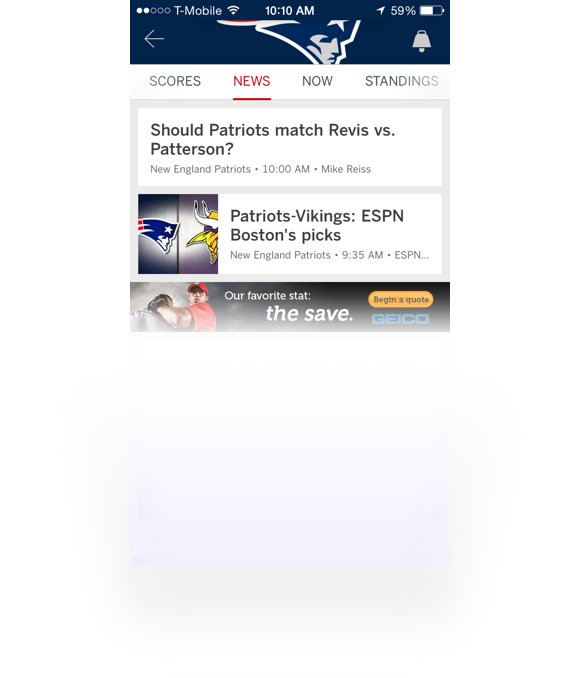 T-Mobile 10:10 AM 59%
SCORES NEWS NOW STANDINGS
Should Patriots match Revis vs.
Patterson?
New England Patriots • 10:00 AM • Mike Reiss
Patriots-Vikings: ESPN
Boston's picks
New England Patriots • 9:35 AM • ESPN...
Our favorite stat:
the save.
Begin a quote
GEICO